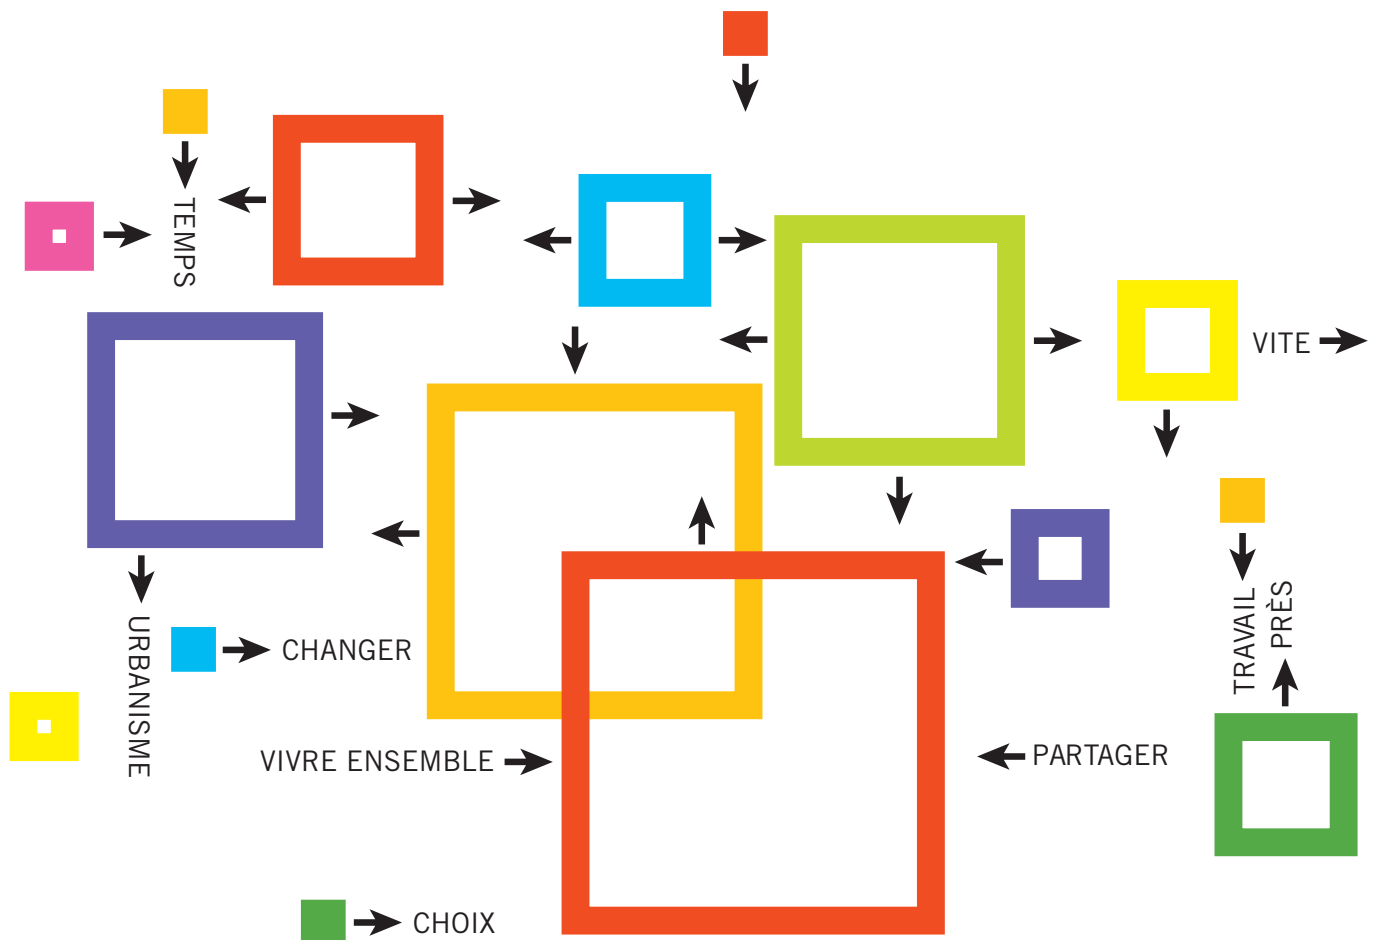 TEMPS
VITE
TRAVAIL
PRÈS
URBANISME
CHANGER
VIVRE ENSEMBLE
PARTAGER
CHOIX